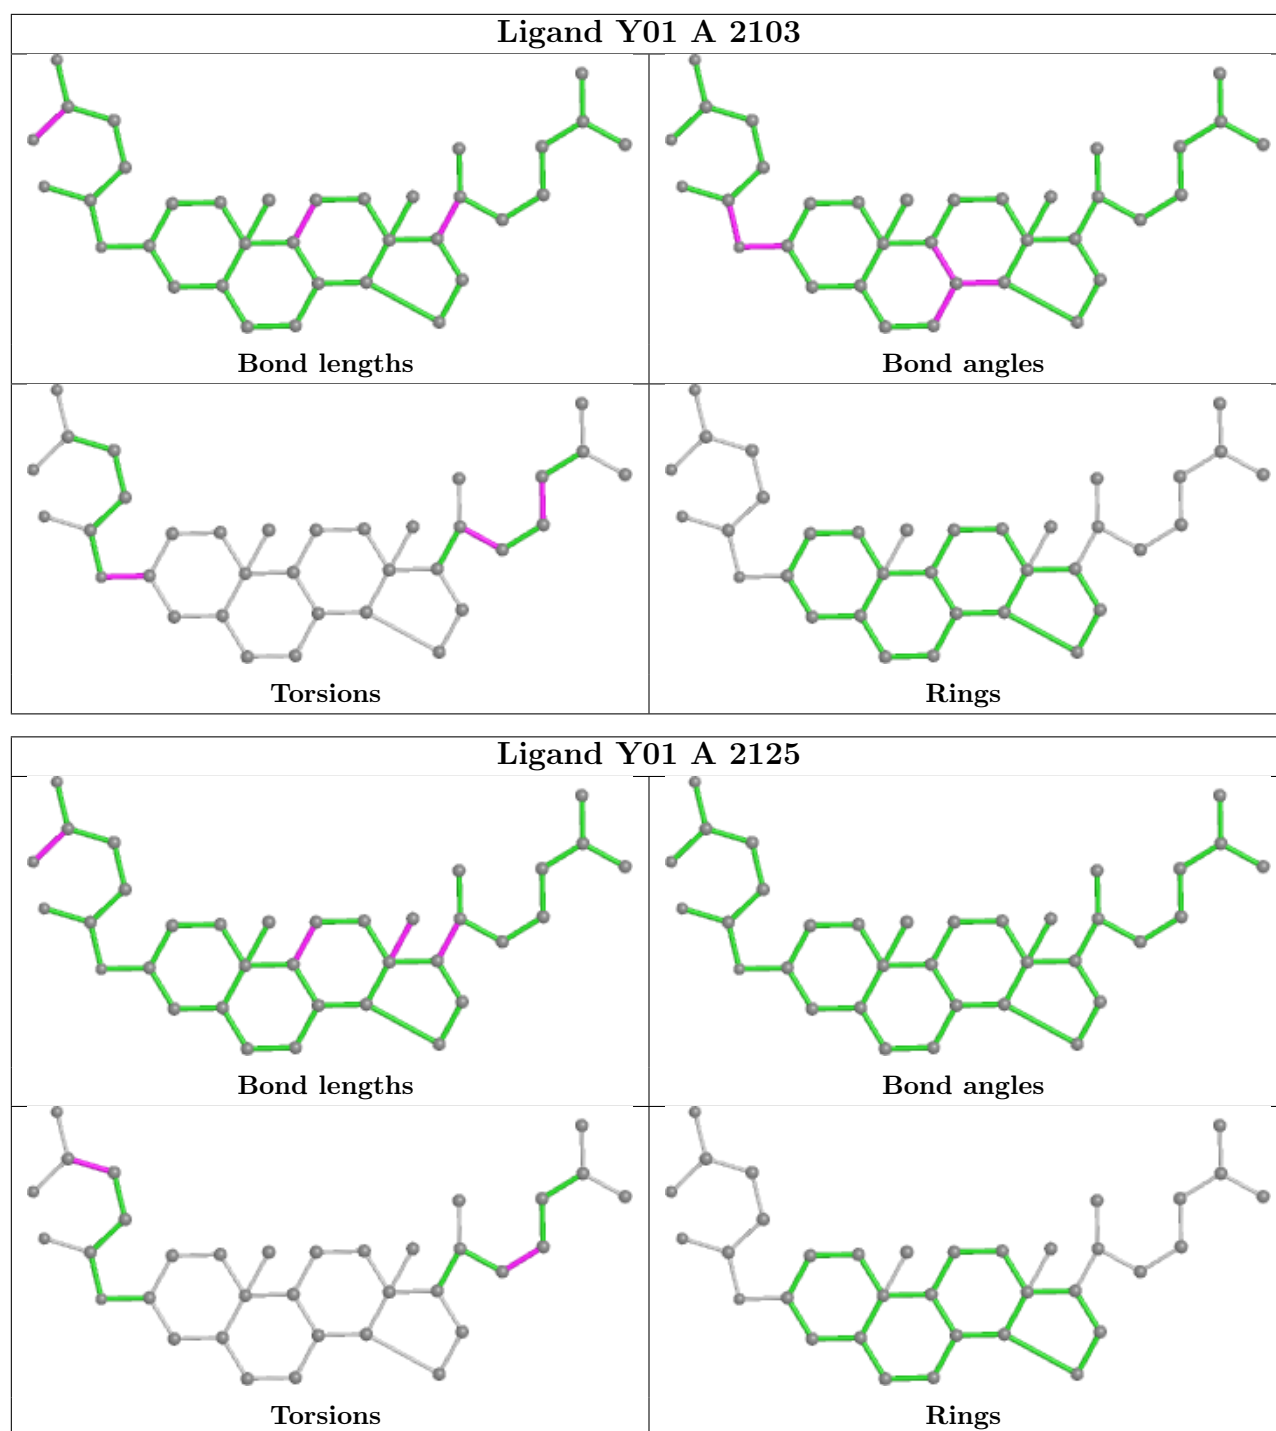 Ligand Y01 A 2103
Bond lengths
Bond angles
Torsions
Rings
Ligand Y01 A 2125
Bond lengths
Bond angles
Torsions
Rings